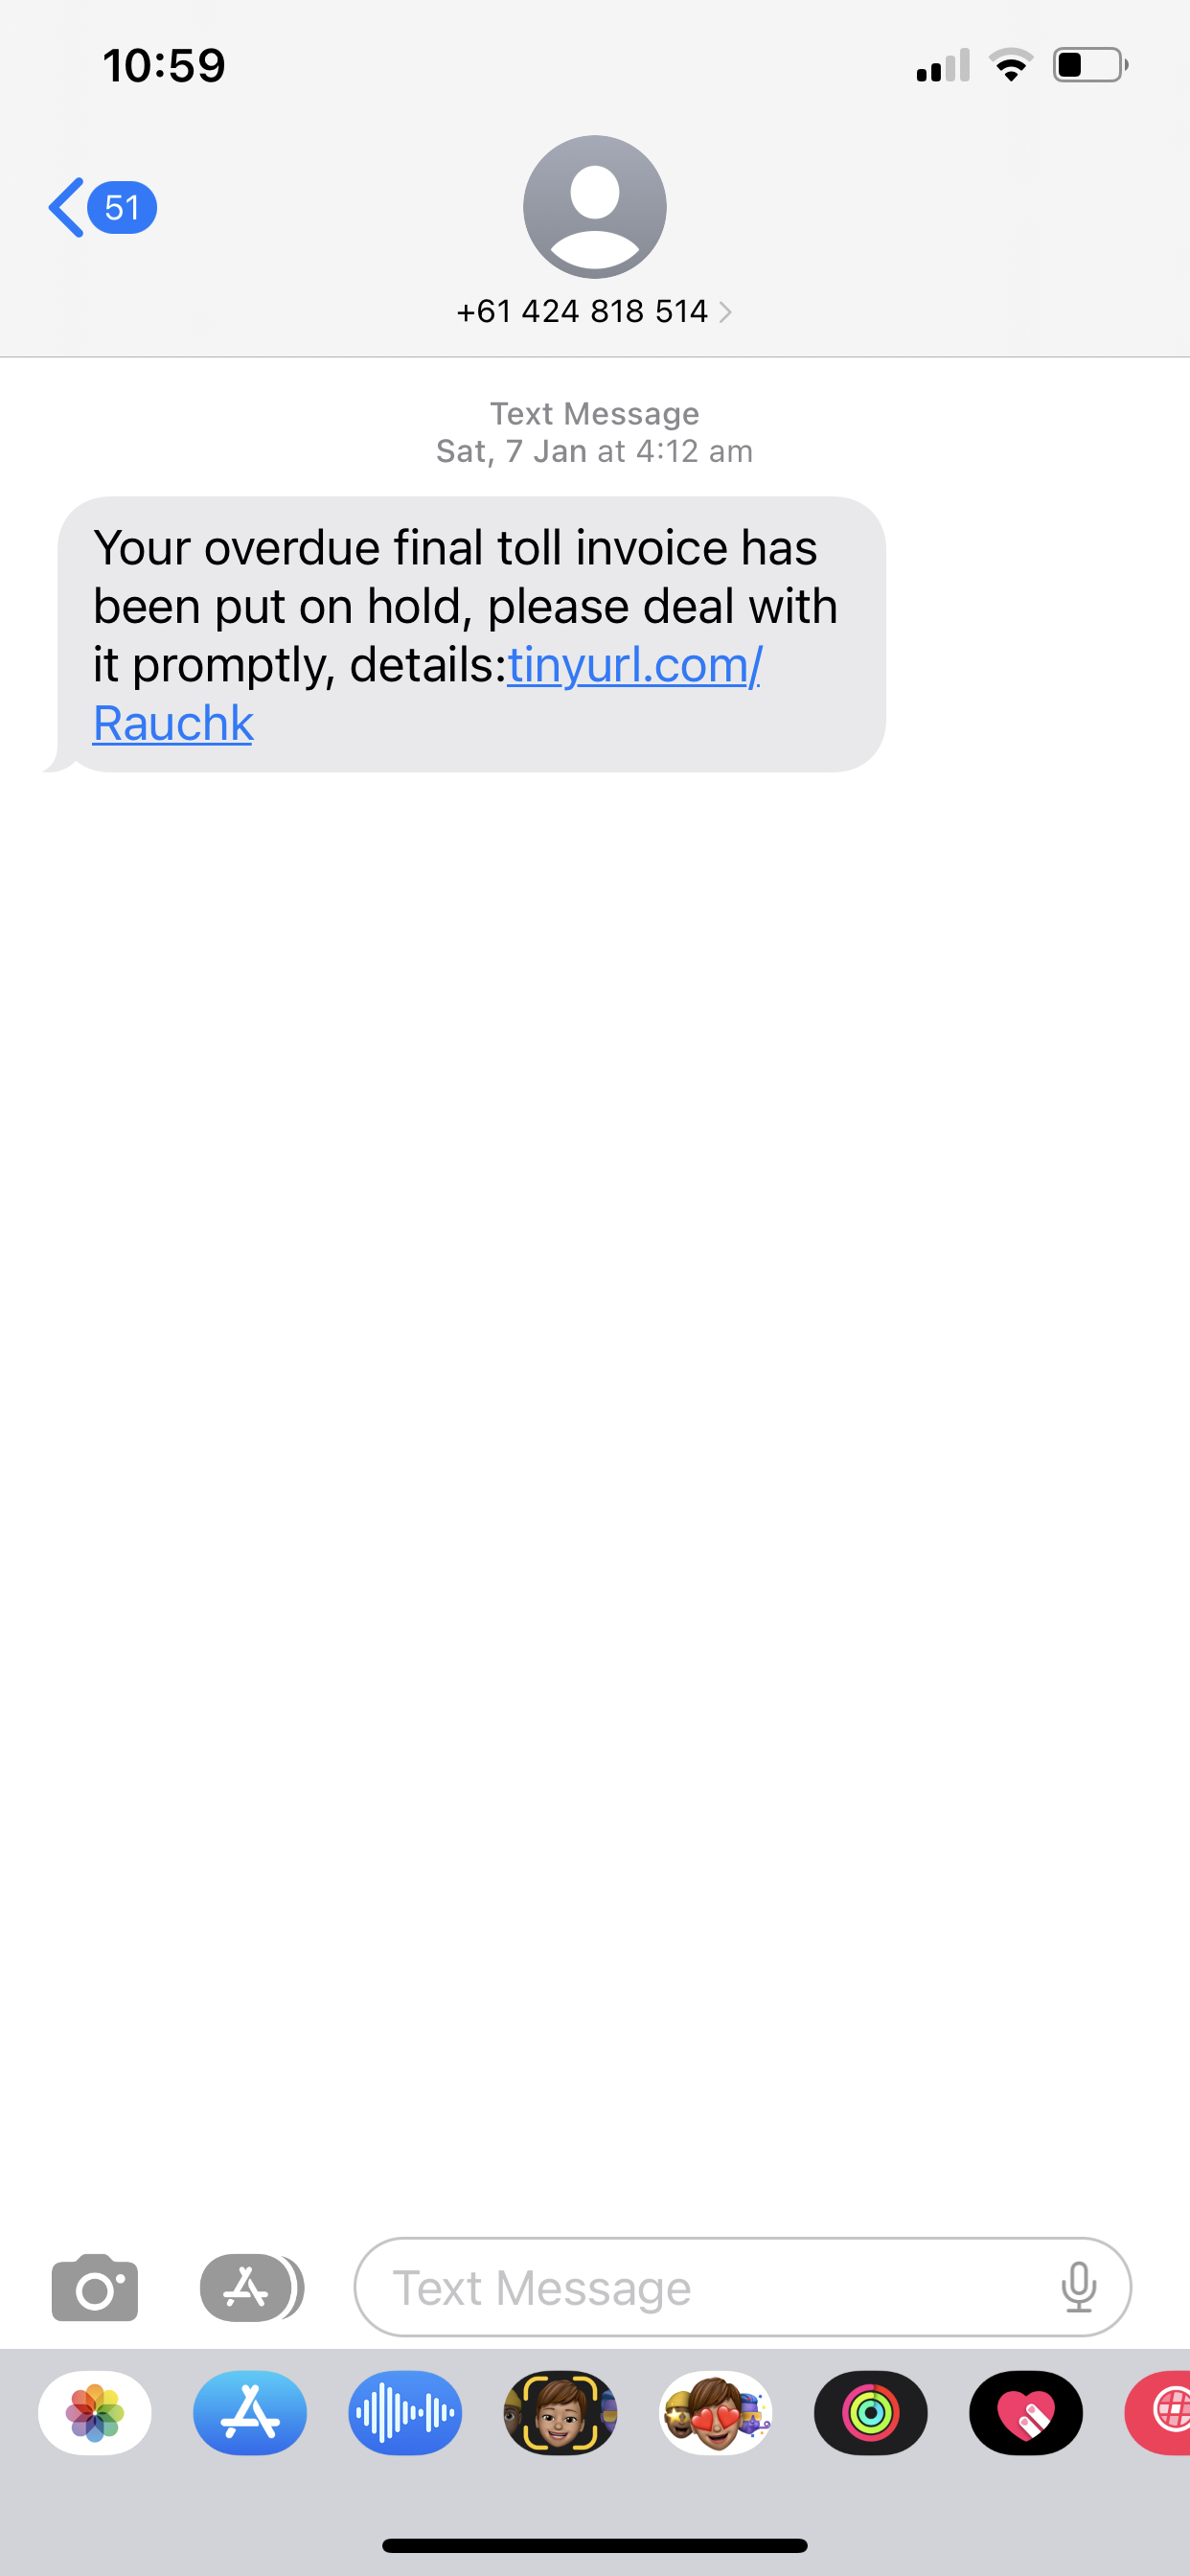 10:59
51
+61 424 818 514
Text Message
Sat, 7 Jan at 4:12 am
Your overdue final toll invoice has
been put on hold, please deal with
it promptly, details:tinyurl.com/
Rauchk
Text Message